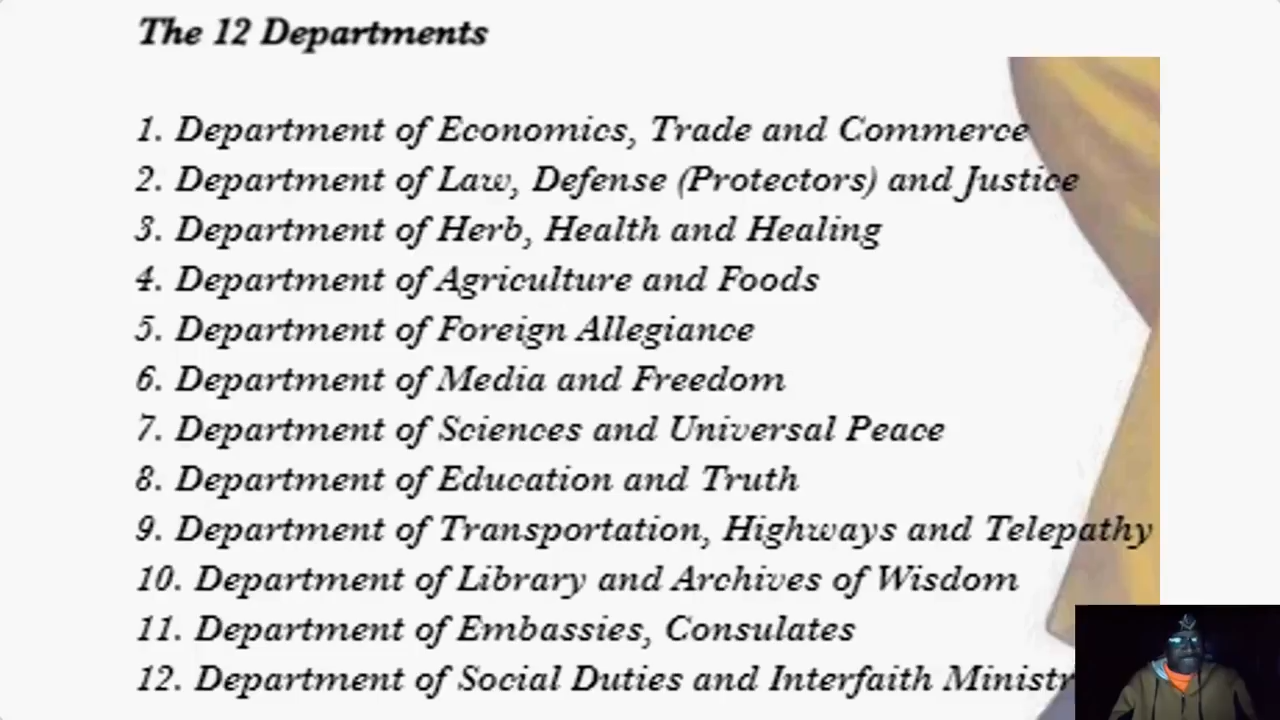 The 12 Departments
1. Department of Economics, Trade and Commerce
2. Department of Law, Defense (Protectors) and Justice
3. Department of Herb, Health and Healing
4. Department of Agriculture and Foods
5. Department of Foreign Allegiance
6. Department of Media and Freedom
7. Department of Sciences and Universal Peace
8. Department of Education and Truth
9. Department of Transportation, Highways and Telepathy
10. Department of Library and Archives of Wisdom
11. Department of Embassies, Consulates
12. Department of Social Duties and Interfaith Ministr